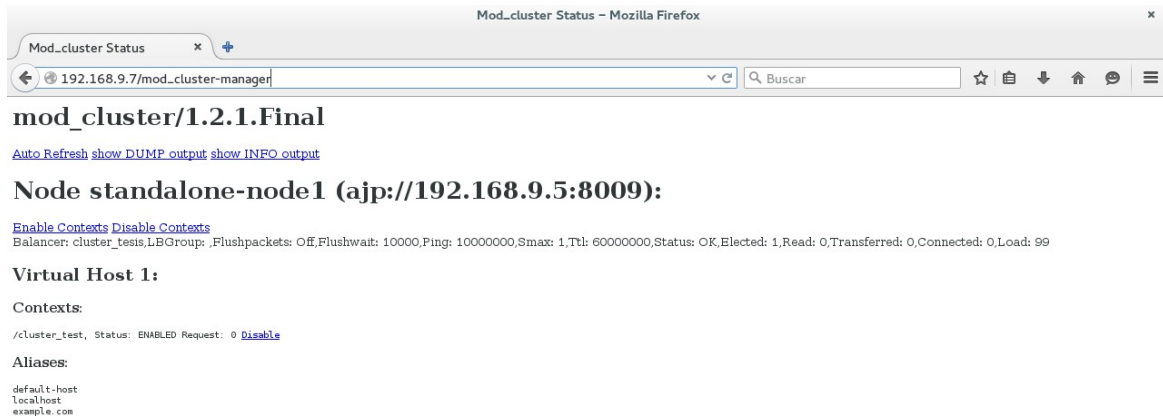 Mod_cluster Status - Mozilla Firefox
Mod_cluster Status
192.168.9.7/mod_cluster-manager
Buscar
mod_cluster/1.2.1.Final
Auto Refresh show DUMP output show INFO output
Node standalone-node1 (ajp://192.168.9.5:8009):
Enable Contexts Disable Contexts
Balancer: cluster_tesis,LBGroup: ,Flushpackets: Off,Flushwait: 10000,Ping: 10000000,Smax: 1,Ttl: 60000000,Status: OK,Elected: 1,Read: 0,Transferred: 0,Connected: 0,Load: 99
Virtual Host 1:
Contexts:
/cluster_test, Status: ENABLED Request: 0 Disable
Aliases:
default-host
localhost
example.com